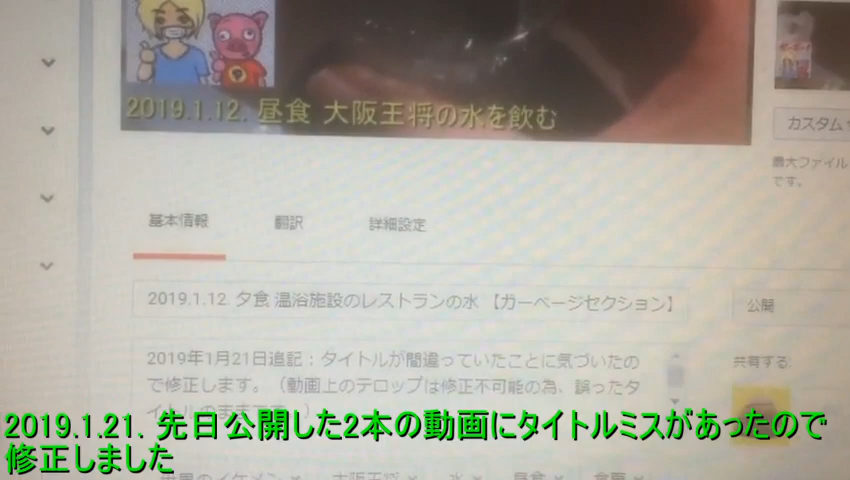 2019.1.12. 昼食 大阪王将の水を飲む
カスタム
最大ファイル
です。
基本情報 翻訳 詳細設定
2019.1.12. 夕食 温浴施設のレストランの水 【ガーベージセクション】
公開
2019年1月21日追記：タイトルが間違っていたことに気づいたの
で修正します。（動画上のテロップは修正不可能の為、誤ったタ
共有する:
2019.1.21. 先日公開した2本の動画にタイトルミスがあったので
修正しました